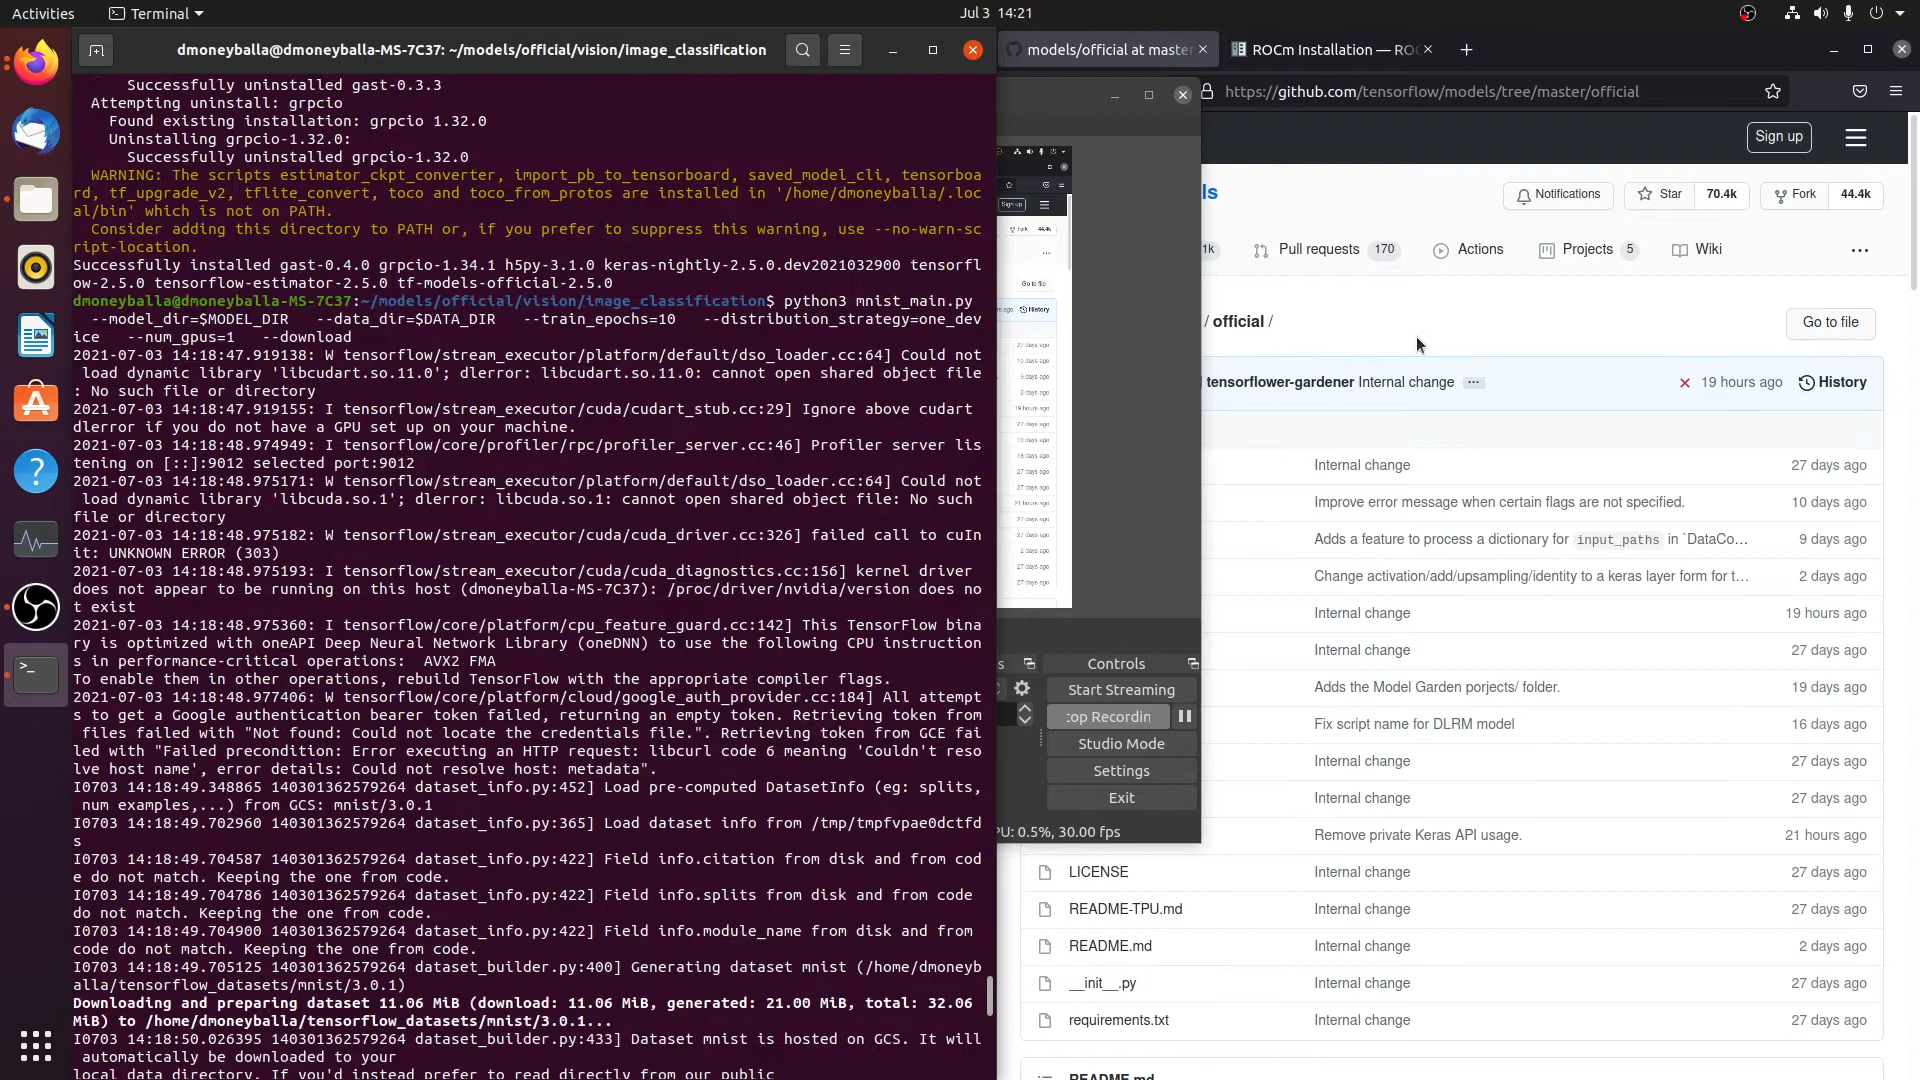 Activities
Terminal
Jul 3 14:21
dmoneyballa@dmoneyballa-MS-7C37: ~/models/official/vision/image_classification
Successfully uninstalled gast-0.3.3
Attempting uninstall: grpcio
Found existing installation: grpcio 1.32.0
Uninstalling grpcio-1.32.0:
Successfully uninstalled grpcio-1.32.0
WARNING: The scripts estimator_ckpt_converter, import_pb_to_tensorboard, saved_model_cli, tensorboa
rd, tf_upgrade_v2, tflite_convert, toco and toco_from_protos are installed in '/home/dmoneyballa/.loc
al/bin' which is not on PATH.
Consider adding this directory to PATH or, if you prefer to suppress this warning, use --no-warn-sc
ript-location.
Successfully installed gast-0.4.0 grpcio-1.34.1 h5py-3.1.0 keras-nightly-2.5.0.dev2021032900 tensorfl
ow-2.5.0 tensorflow-estimator-2.5.0 tf-models-official-2.5.0
dmoneyballa@dmoneyballa-MS-7C37:~/models/official/vision/image_classification$ python3 mnist_main.py
--model_dir=$MODEL_DIR --data_dir=$DATA_DIR --train_epochs=10 --distribution_strategy=one_dev
ice --num_gpus=1 --download
2021-07-03 14:18:47.919138: W tensorflow/stream_executor/platform/default/dso_loader.cc:64] Could not
load dynamic library 'libcudart.so.11.0'; dlerror: libcudart.so.11.0: cannot open shared object file
: No such file or directory
2021-07-03 14:18:47.919155: I tensorflow/stream_executor/cuda/cudart_stub.cc:29] Ignore above cudart
dlerror if you do not have a GPU set up on your machine.
2021-07-03 14:18:48.974949: I tensorflow/core/profiler/rpc/profiler_server.cc:46] Profiler server lis
tening on [::]:9012 selected port:9012
2021-07-03 14:18:48.975171: W tensorflow/stream_executor/platform/default/dso_loader.cc:64] Could not
load dynamic library 'libcuda.so.1'; dlerror: libcuda.so.1: cannot open shared object file: No such
file or directory
2021-07-03 14:18:48.975182: W tensorflow/stream_executor/cuda/cuda_driver.cc:326] failed call to cuIn
it: UNKNOWN ERROR (303)
2021-07-03 14:18:48.975193: I tensorflow/stream_executor/cuda/cuda_diagnostics.cc:156] kernel driver
does not appear to be running on this host (dmoneyballa-MS-7C37): /proc/driver/nvidia/version does no
t exist
2021-07-03 14:18:48.975360: I tensorflow/core/platform/cpu_feature_guard.cc:142] This TensorFlow bina
ry is optimized with oneAPI Deep Neural Network Library (oneDNN) to use the following CPU instruction
s in performance-critical operations: AVX2 FMA
To enable them in other operations, rebuild TensorFlow with the appropriate compiler flags.
2021-07-03 14:18:48.977406: W tensorflow/core/platform/cloud/google_auth_provider.cc:184] All attempt
s to get a Google authentication bearer token failed, returning an empty token. Retrieving token from
files failed with "Not found: Could not locate the credentials file.". Retrieving token from GCE fai
led with "Failed precondition: Error executing an HTTP request: libcurl code 6 meaning 'Couldn't reso
lve host name', error details: Could not resolve host: metadata".
I0703 14:18:49.348865 140301362579264 dataset_info.py:452] Load pre-computed DatasetInfo (eg: splits,
num examples,...) from GCS: mnist/3.0.1
I0703 14:18:49.702960 140301362579264 dataset_info.py:365] Load dataset info from /tmp/tmpfvpae0dctfd
s
I0703 14:18:49.704587 140301362579264 dataset_info.py:422] Field info.citation from disk and from cod
e do not match. Keeping the one from code.
I0703 14:18:49.704786 140301362579264 dataset_info.py:422] Field info.splits from disk and from code
do not match. Keeping the one from code.
I0703 14:18:49.704900 140301362579264 dataset_info.py:422] Field info.module_name from disk and from
code do not match. Keeping the one from code.
I0703 14:18:49.705125 140301362579264 dataset_builder.py:400] Generating dataset mnist (/home/dmoneyb
alla/tensorflow_datasets/mnist/3.0.1)
Downloading and preparing dataset 11.06 MiB (download: 11.06 MiB, generated: 21.00 MiB, total: 32.06
MiB) to /home/dmoneyballa/tensorflow_datasets/mnist/3.0.1...
I0703 14:18:50.026395 140301362579264 dataset_builder.py:433] Dataset mnist is hosted on GCS. It will
automatically be downloaded to your
local data directory. If you'd instead prefer to read directly from our public
s
Controls
Start Streaming
op Recordin
Studio Mode
Settings
Exit
PU: 0.5%, 30.00 fps
models/official at master
ROCm Installation — RO
https://github.com/tensorflow/models/tree/master/official
Sign up
ls
Notifications
Star 70.4k
Fork 44.4k
1k
Pull requests 170
Actions
Projects 5
Wiki
/ official /
Go to file
tensorflower-gardener Internal change
19 hours ago
History
Internal change 27 days ago
Improve error message when certain flags are not specified. 10 days ago
Adds a feature to process a dictionary for input_paths in `DataCo… 9 days ago
Change activation/add/upsampling/identity to a keras layer form for t… 2 days ago
Internal change 19 hours ago
Internal change 27 days ago
Adds the Model Garden porjects/ folder. 19 days ago
Fix script name for DLRM model 16 days ago
Internal change 27 days ago
Internal change 27 days ago
Remove private Keras API usage. 21 hours ago
LICENSE Internal change 27 days ago
README-TPU.md Internal change 27 days ago
README.md Internal change 2 days ago
__init__.py Internal change 27 days ago
requirements.txt Internal change 27 days ago
README.md